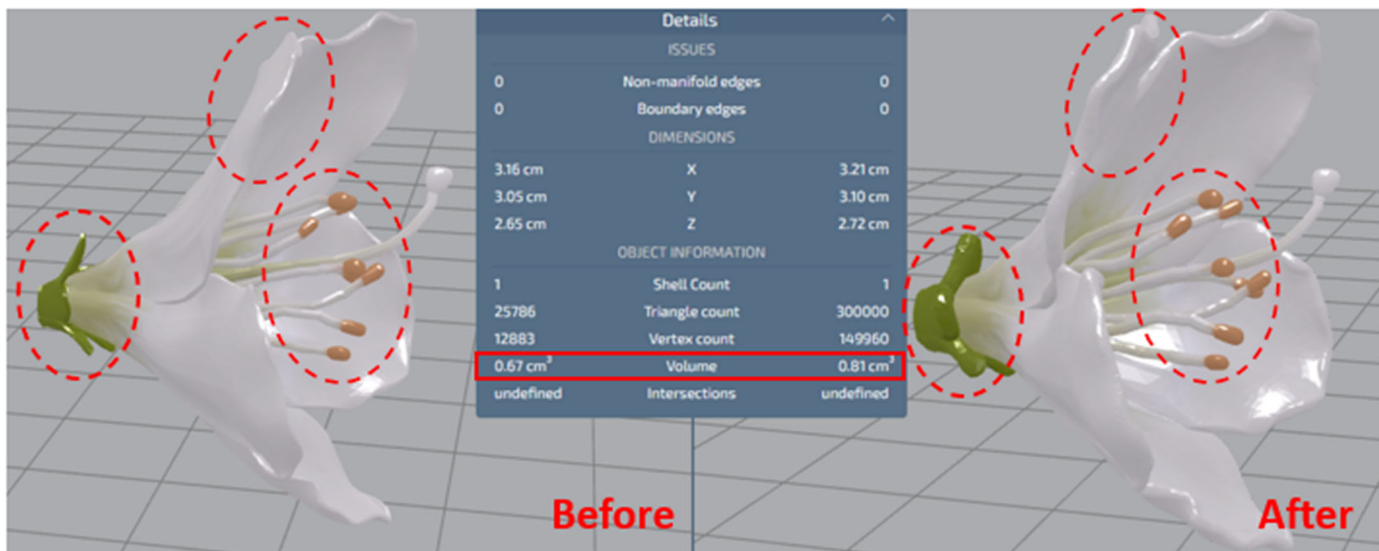 Details
ISSUES
0 Non-manifold edges 0
0 Boundary edges 0
DIMENSIONS
3.16 cm X 3.21 cm
3.05 cm Y 3.10 cm
2.65 cm Z 2.72 cm
OBJECT INFORMATION
1 Shell Count 1
25786 Triangle count 300000
12883 Vertex count 149960
0.67 cm³ Volume 0.81 cm³
undefined Intersections undefined
Before After